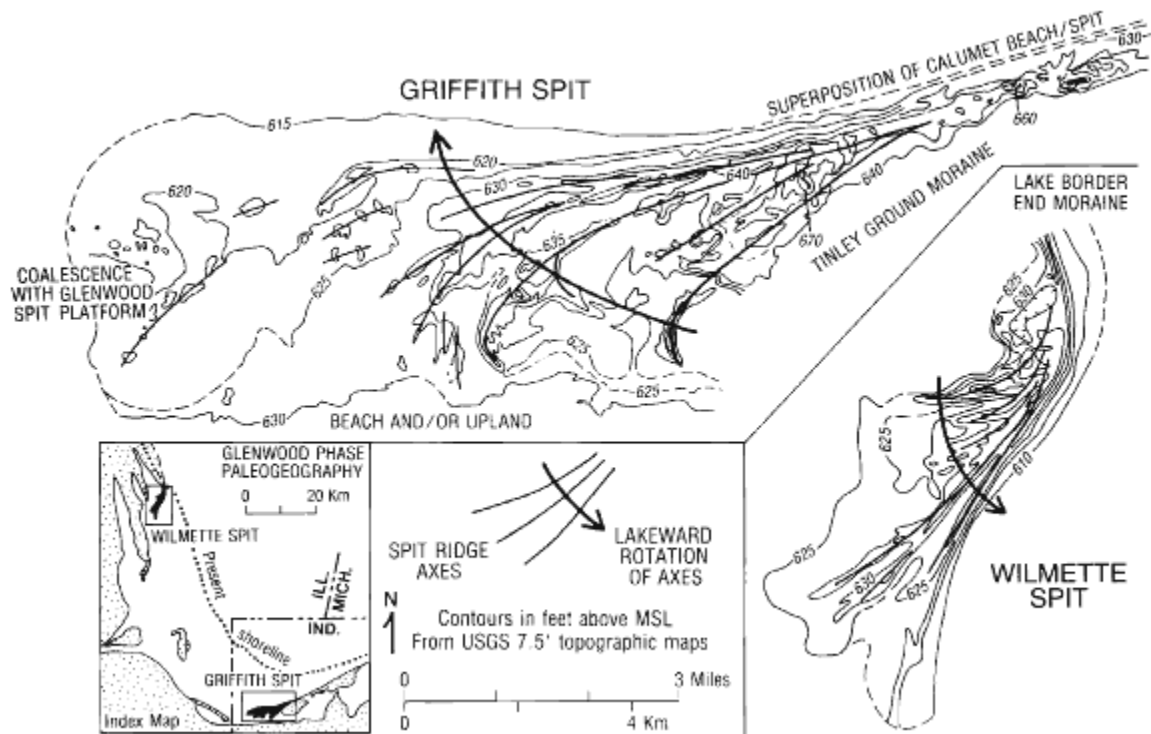 GRIFFITH SPIT
SUPERPOSITION OF CALUMET BEACH/SPIT
630
615
660
620
620
630
640
640
TINLEY GROUND MORAINE
LAKE BORDER
END MORAINE
635
670
COALESCENCE
WITH GLENWOOD
SPIT PLATFORM
625
625
625
630
BEACH AND/OR UPLAND
625
630
625
610
625
630
625
WILMETTE
SPIT
GLENWOOD PHASE
PALEOGEOGRAPHY
0 20 Km
WILMETTE SPIT
Present
shoreline
ILL.
MICH.
IND.
GRIFFITH SPIT
Index Map
SPIT RIDGE
AXES
LAKEWARD
ROTATION
OF AXES
N
Contours in feet above MSL
From USGS 7.5' topographic maps
0 3 Miles
0 4 Km